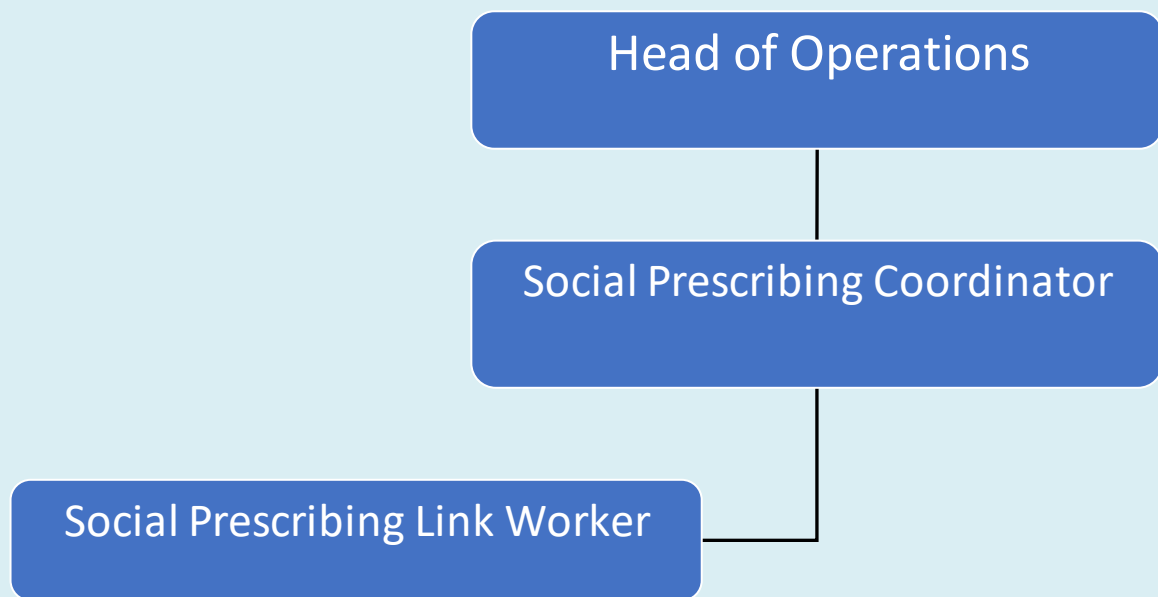 Head of Operations
Social Prescribing Coordinator
Social Prescribing Link Worker